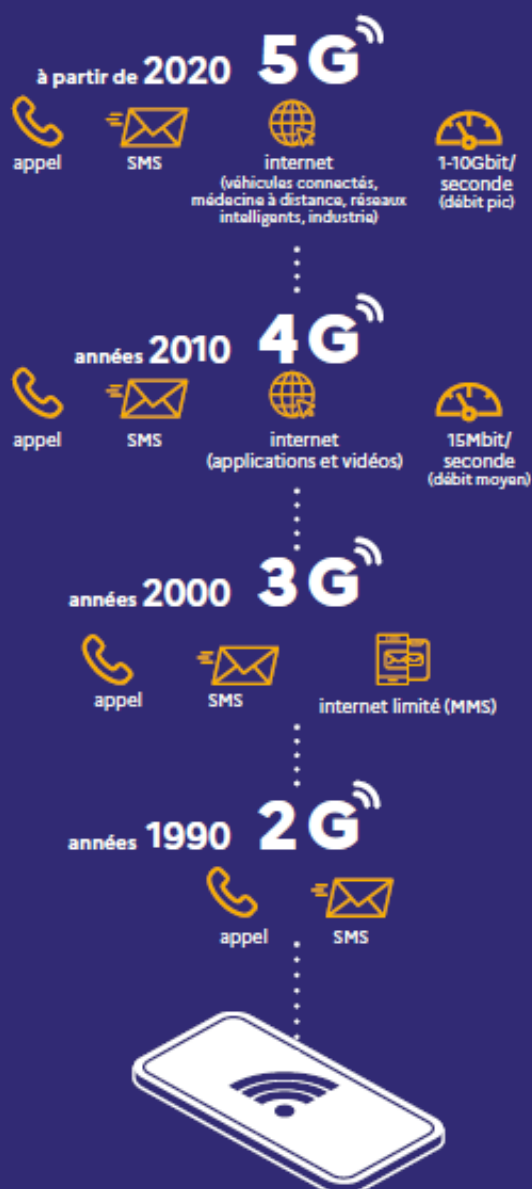 à partir de 2020 5G
appel
SMS
internet
(véhicules connectés,
médecine à distance, réseaux
intelligents, industrie)
1-10Gbit/
seconde
(débit pic)
années 2010 4G
appel
SMS
internet
(applications et vidéos)
15Mbit/
seconde
(débit moyen)
années 2000 3G
appel
SMS
internet limité (MMS)
années 1990 2G
appel
SMS